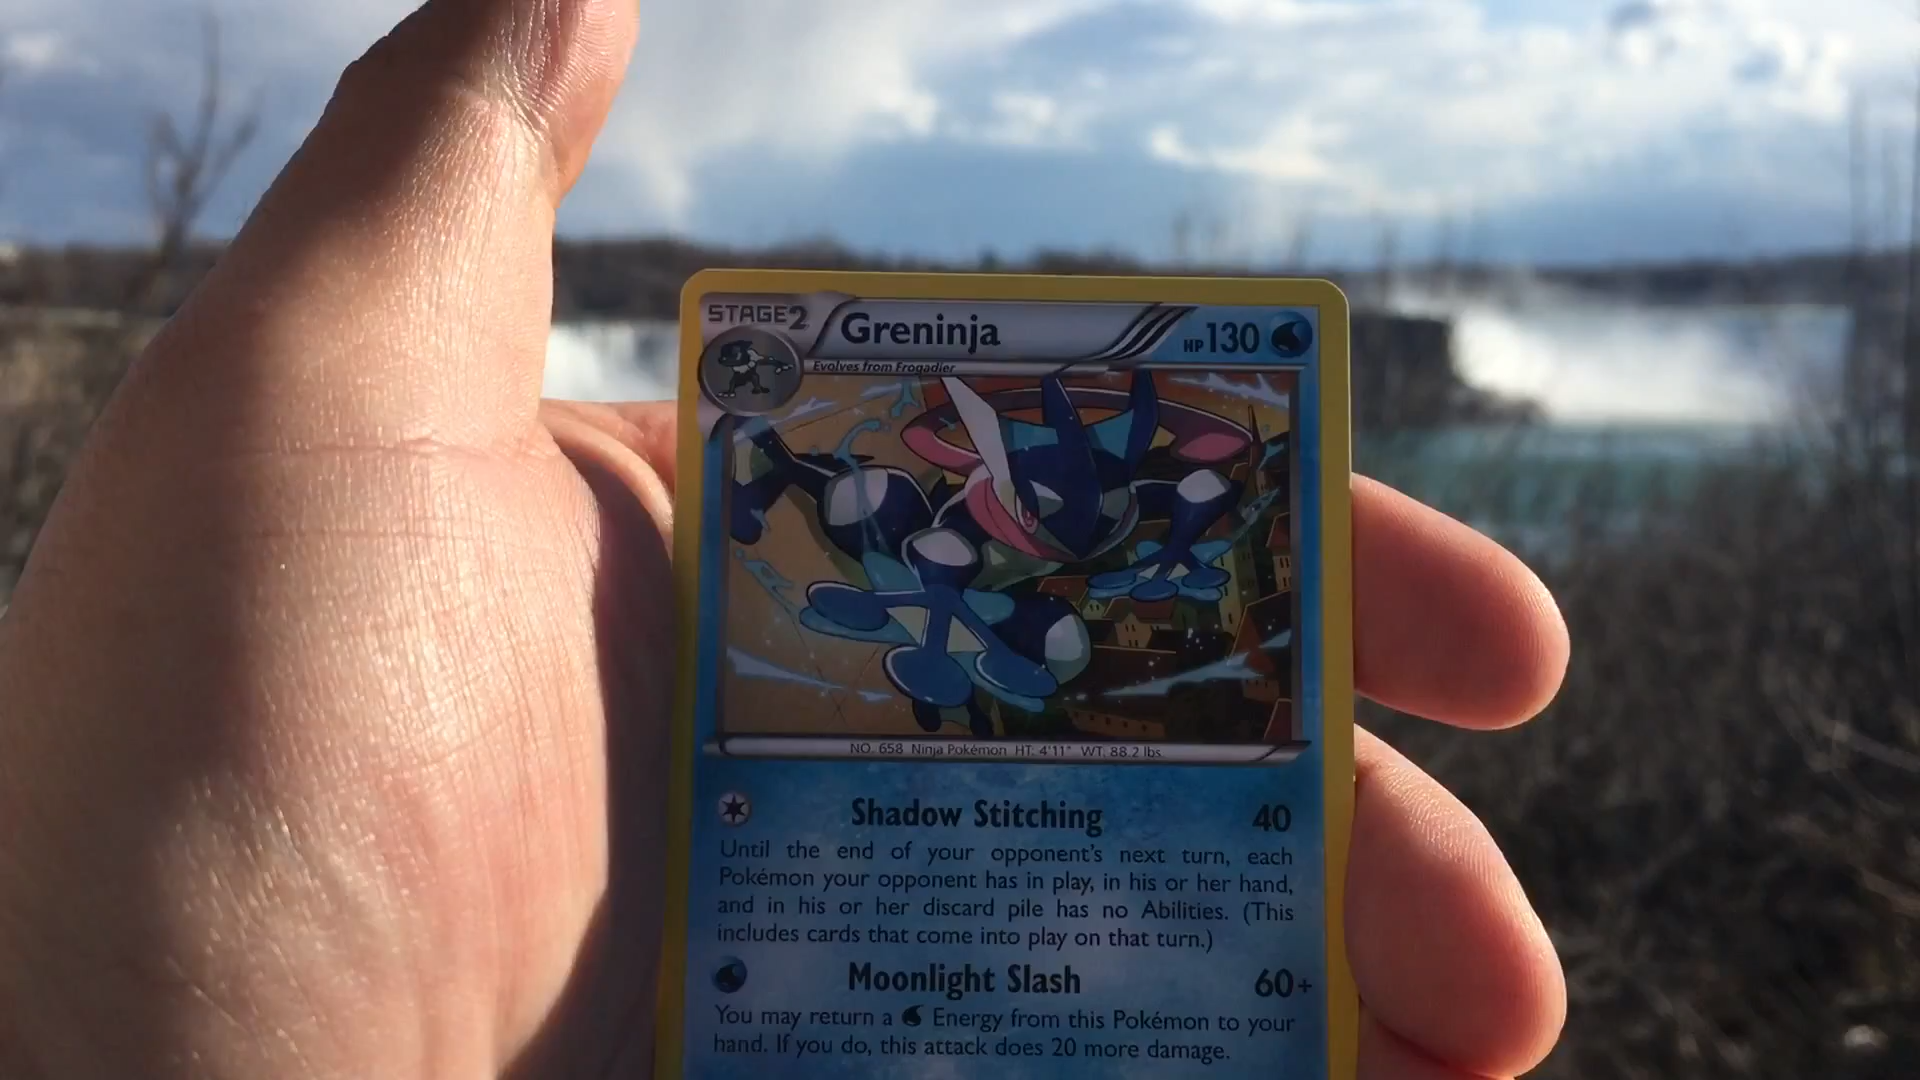 STAGE2
Greninja
HP130
Evolves from Frogadier
NO. 658 Ninja Pokémon HT: 4'11" WT: 88.2 lbs.
Shadow Stitching 40
Until the end of your opponent's next turn, each
Pokémon your opponent has in play, in his or her hand,
and in his or her discard pile has no Abilities. (This
includes cards that come into play on that turn.)
Moonlight Slash 60+
You may return a Energy from this Pokémon to your
hand. If you do, this attack does 20 more damage.